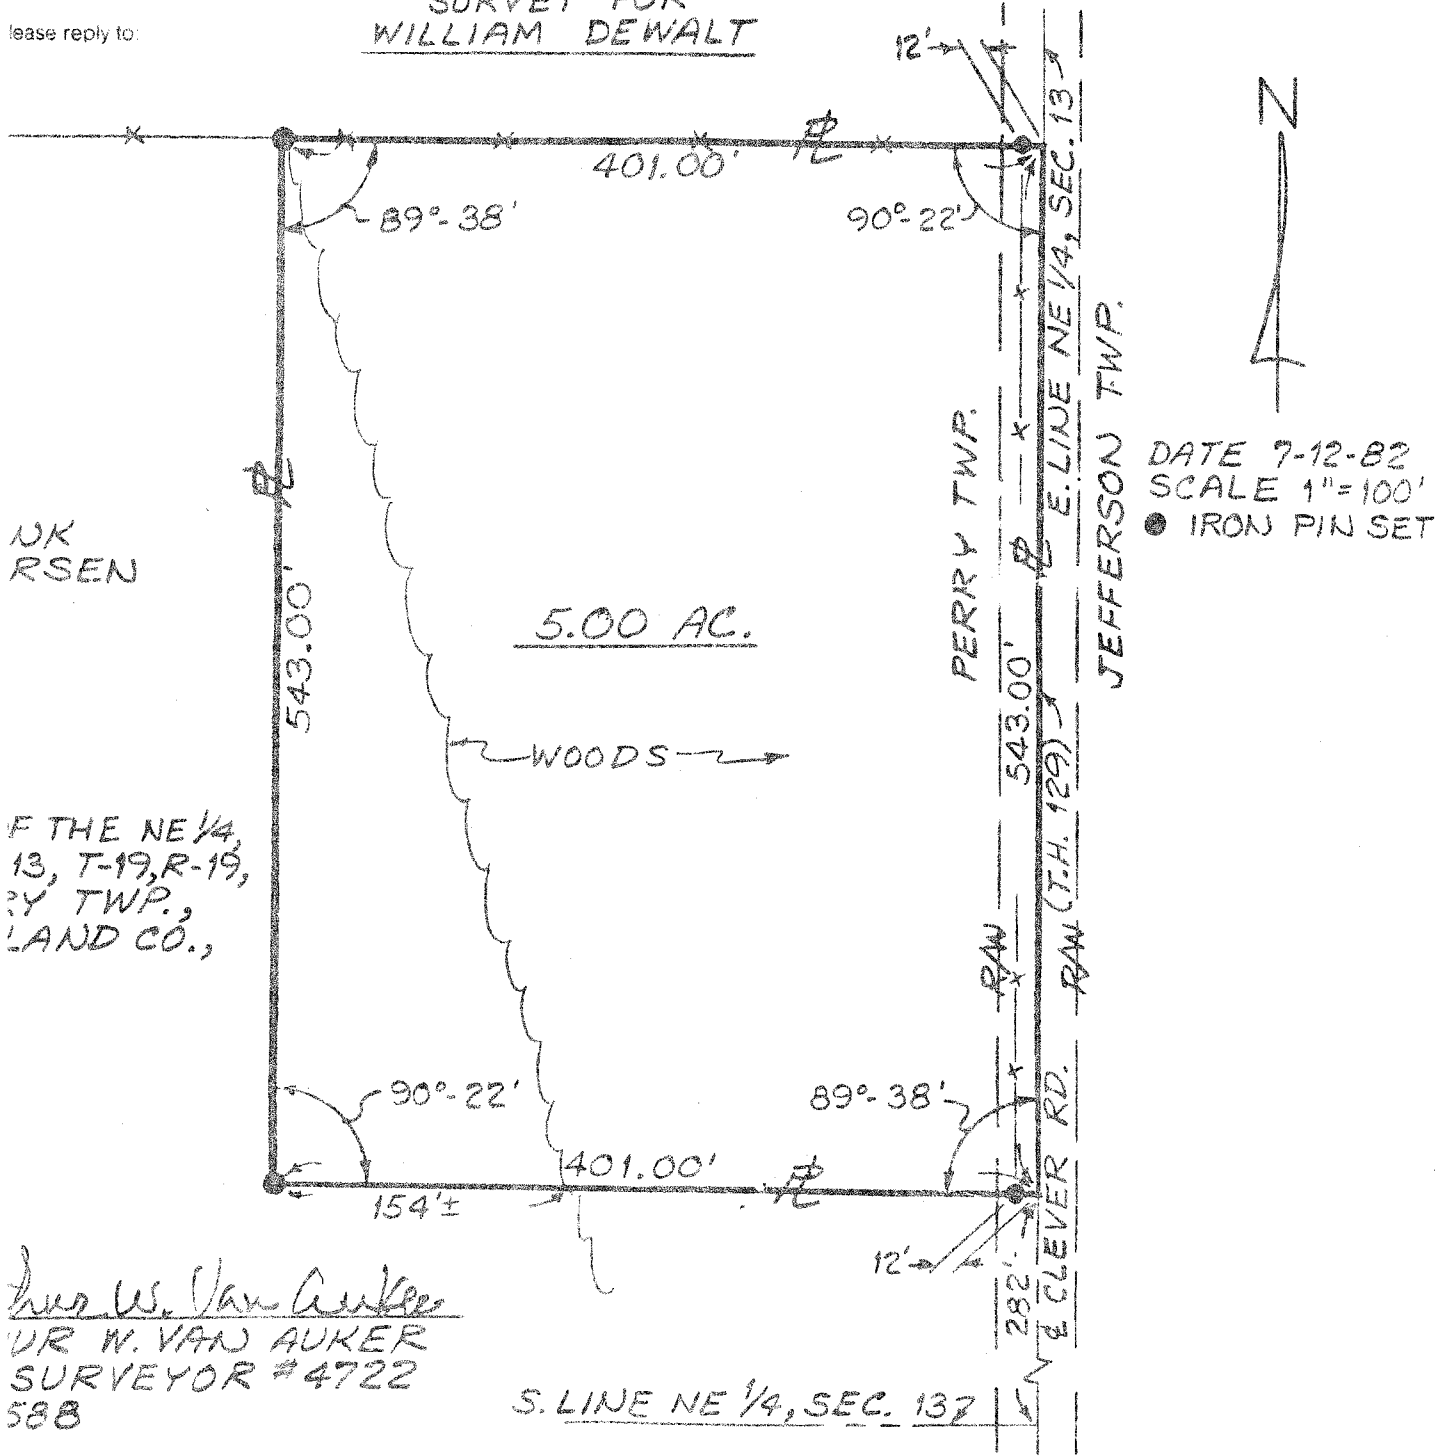 SURVEY FOR
WILLIAM DEWALT
lease reply to:
12'
N
401.00'
89°-38'
90°-22'
E. LINE NE 1/4, SEC. 13
PERRY TWP.
JEFFERSON TWP.
DATE 7-12-82
SCALE 1"=100'
IRON PIN SET
NK
RSEN
543.00'
5.00 AC.
543.00'
WOODS
(T.H. 129)
F THE NE 1/4,
13, T-19, R-19,
RY TWP.,
LAND CO.,
R/W
R/W
90°-22'
89°-38'
401.00'
154'±
12'
282'
℄ CLEVER RD.
UR W. VAN AUKER
SURVEYOR #4722
588
S. LINE NE 1/4, SEC. 13